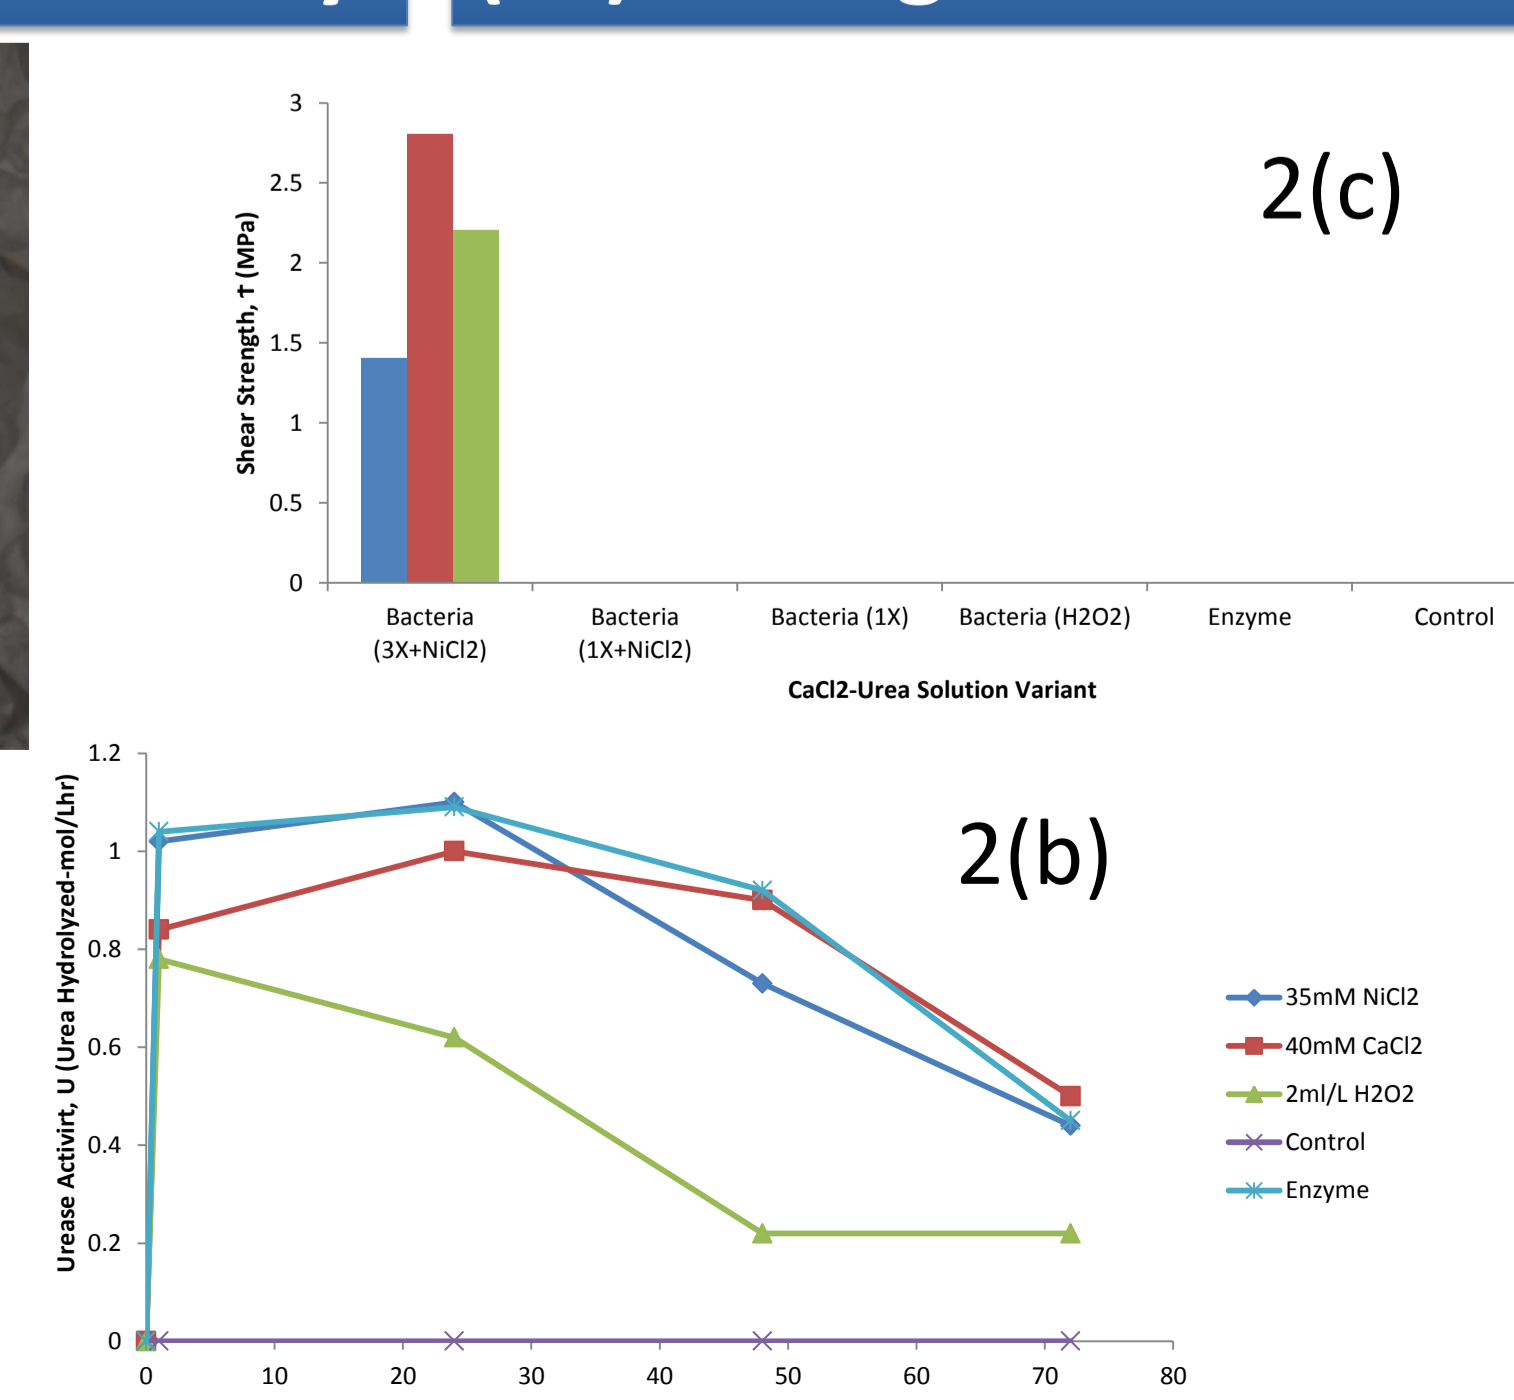 3
2.5
2
1.5
1
0.5
0
Shear Strength, ϯ (MPa)
2(c)
Bacteria (3X+NiCl2)
Bacteria (1X+NiCl2)
Bacteria (1X)
Bacteria (H2O2)
Enzyme
Control
CaCl2-Urea Solution Variant
1.2
1
0.8
0.6
0.4
0.2
0
Urease Activirt, U (Urea Hydrolyzed-mol/Lhr)
2(b)
35mM NiCl2
40mM CaCl2
2ml/L H2O2
Control
Enzyme
0 10 20 30 40 50 60 70 80